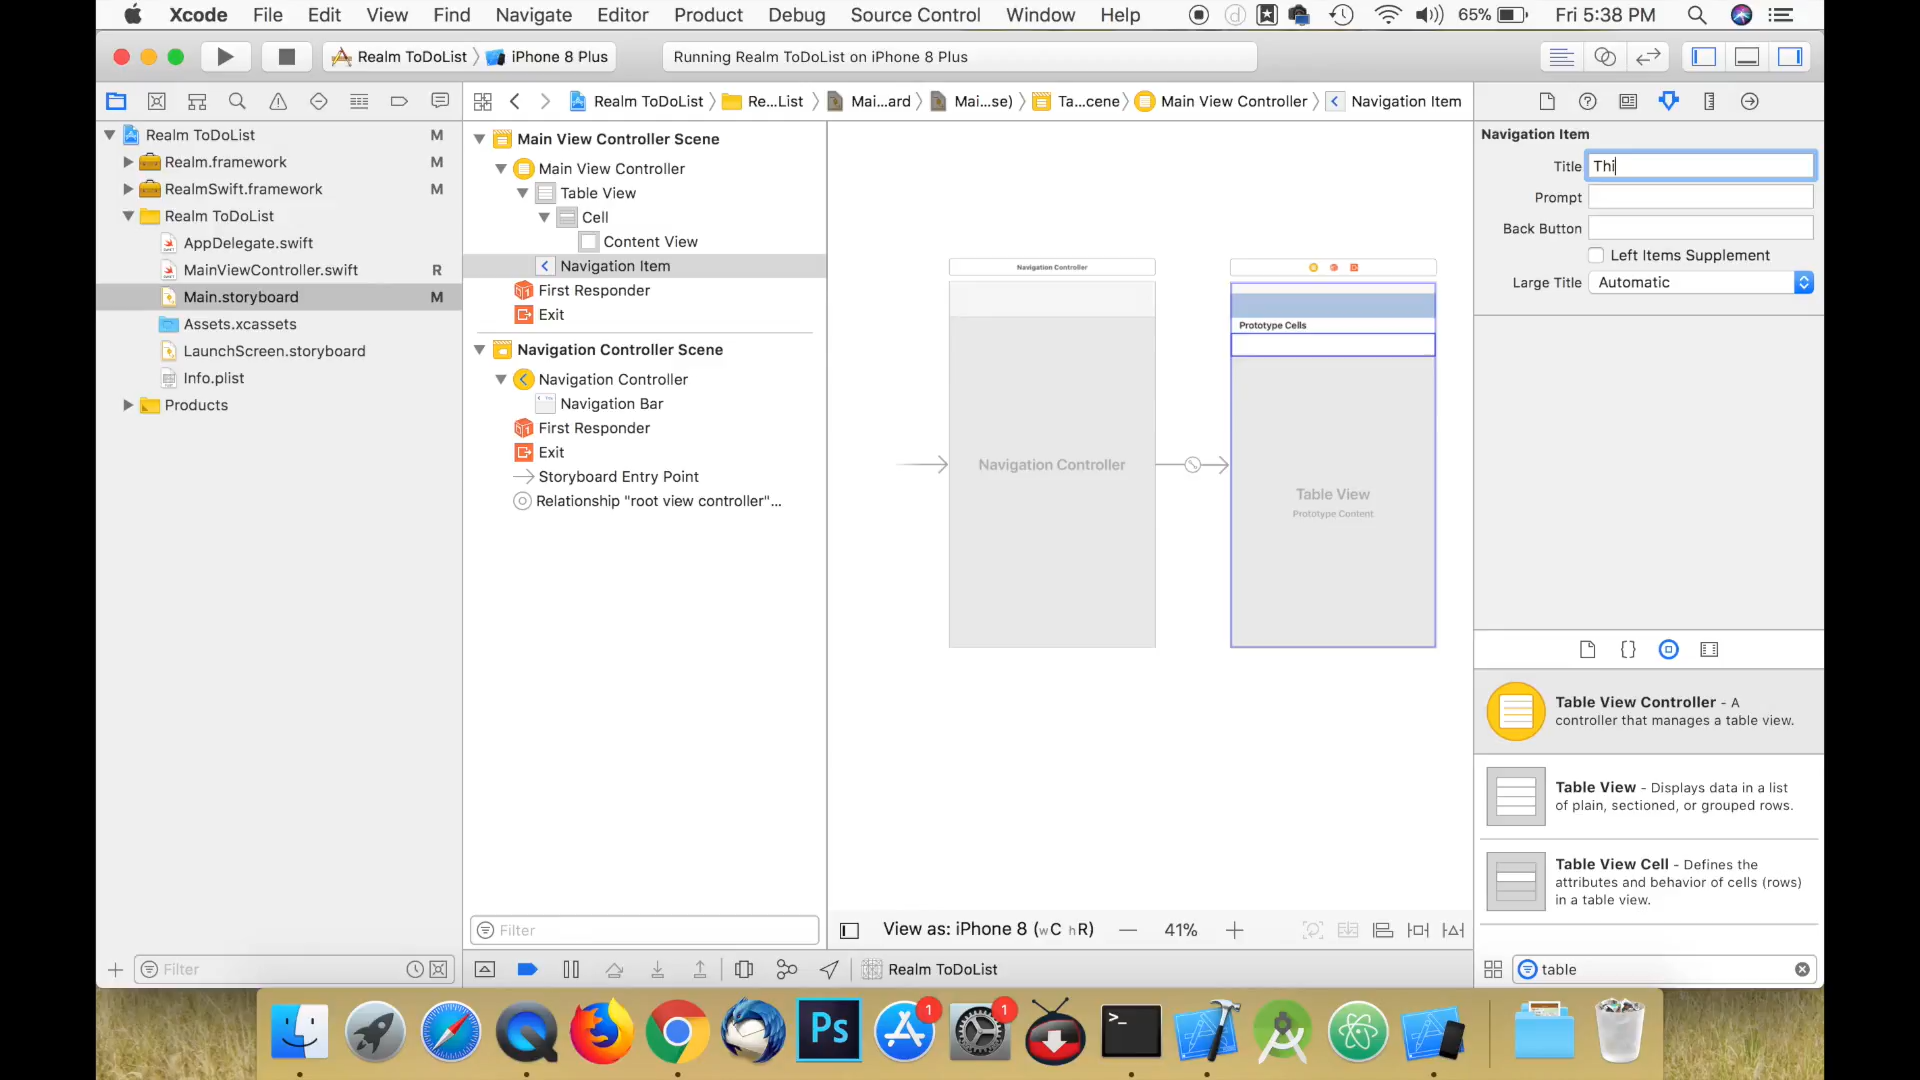 Xcode File Edit View Find Navigate Editor Product Debug Source Control Window Help 65% Fri 5:38 PM
Realm ToDoList iPhone 8 Plus Running Realm ToDoList on iPhone 8 Plus
Realm ToDoList Re...List Mai...ard Mai...se) Ta...cene Main View Controller Navigation Item
Realm ToDoList M
Realm.framework M
RealmSwift.framework M
Realm ToDoList
AppDelegate.swift
MainViewController.swift R
Main.storyboard M
Assets.xcassets
LaunchScreen.storyboard
Info.plist
Products
Filter
Main View Controller Scene
Main View Controller
Table View
Cell
Content View
Navigation Item
First Responder
Exit
Navigation Controller Scene
Navigation Controller
Navigation Bar
First Responder
Exit
Storyboard Entry Point
Relationship "root view controller"...
Filter
Navigation Controller
Navigation Controller
Prototype Cells
Table View
Prototype Content
View as: iPhone 8 (wC hR) 41%
Realm ToDoList
Navigation Item
Title Thi
Prompt
Back Button
Left Items Supplement
Large Title Automatic
Table View Controller - A
controller that manages a table view.
Table View - Displays data in a list
of plain, sectioned, or grouped rows.
Table View Cell - Defines the
attributes and behavior of cells (rows)
in a table view.
table
Ps 1 1 >_